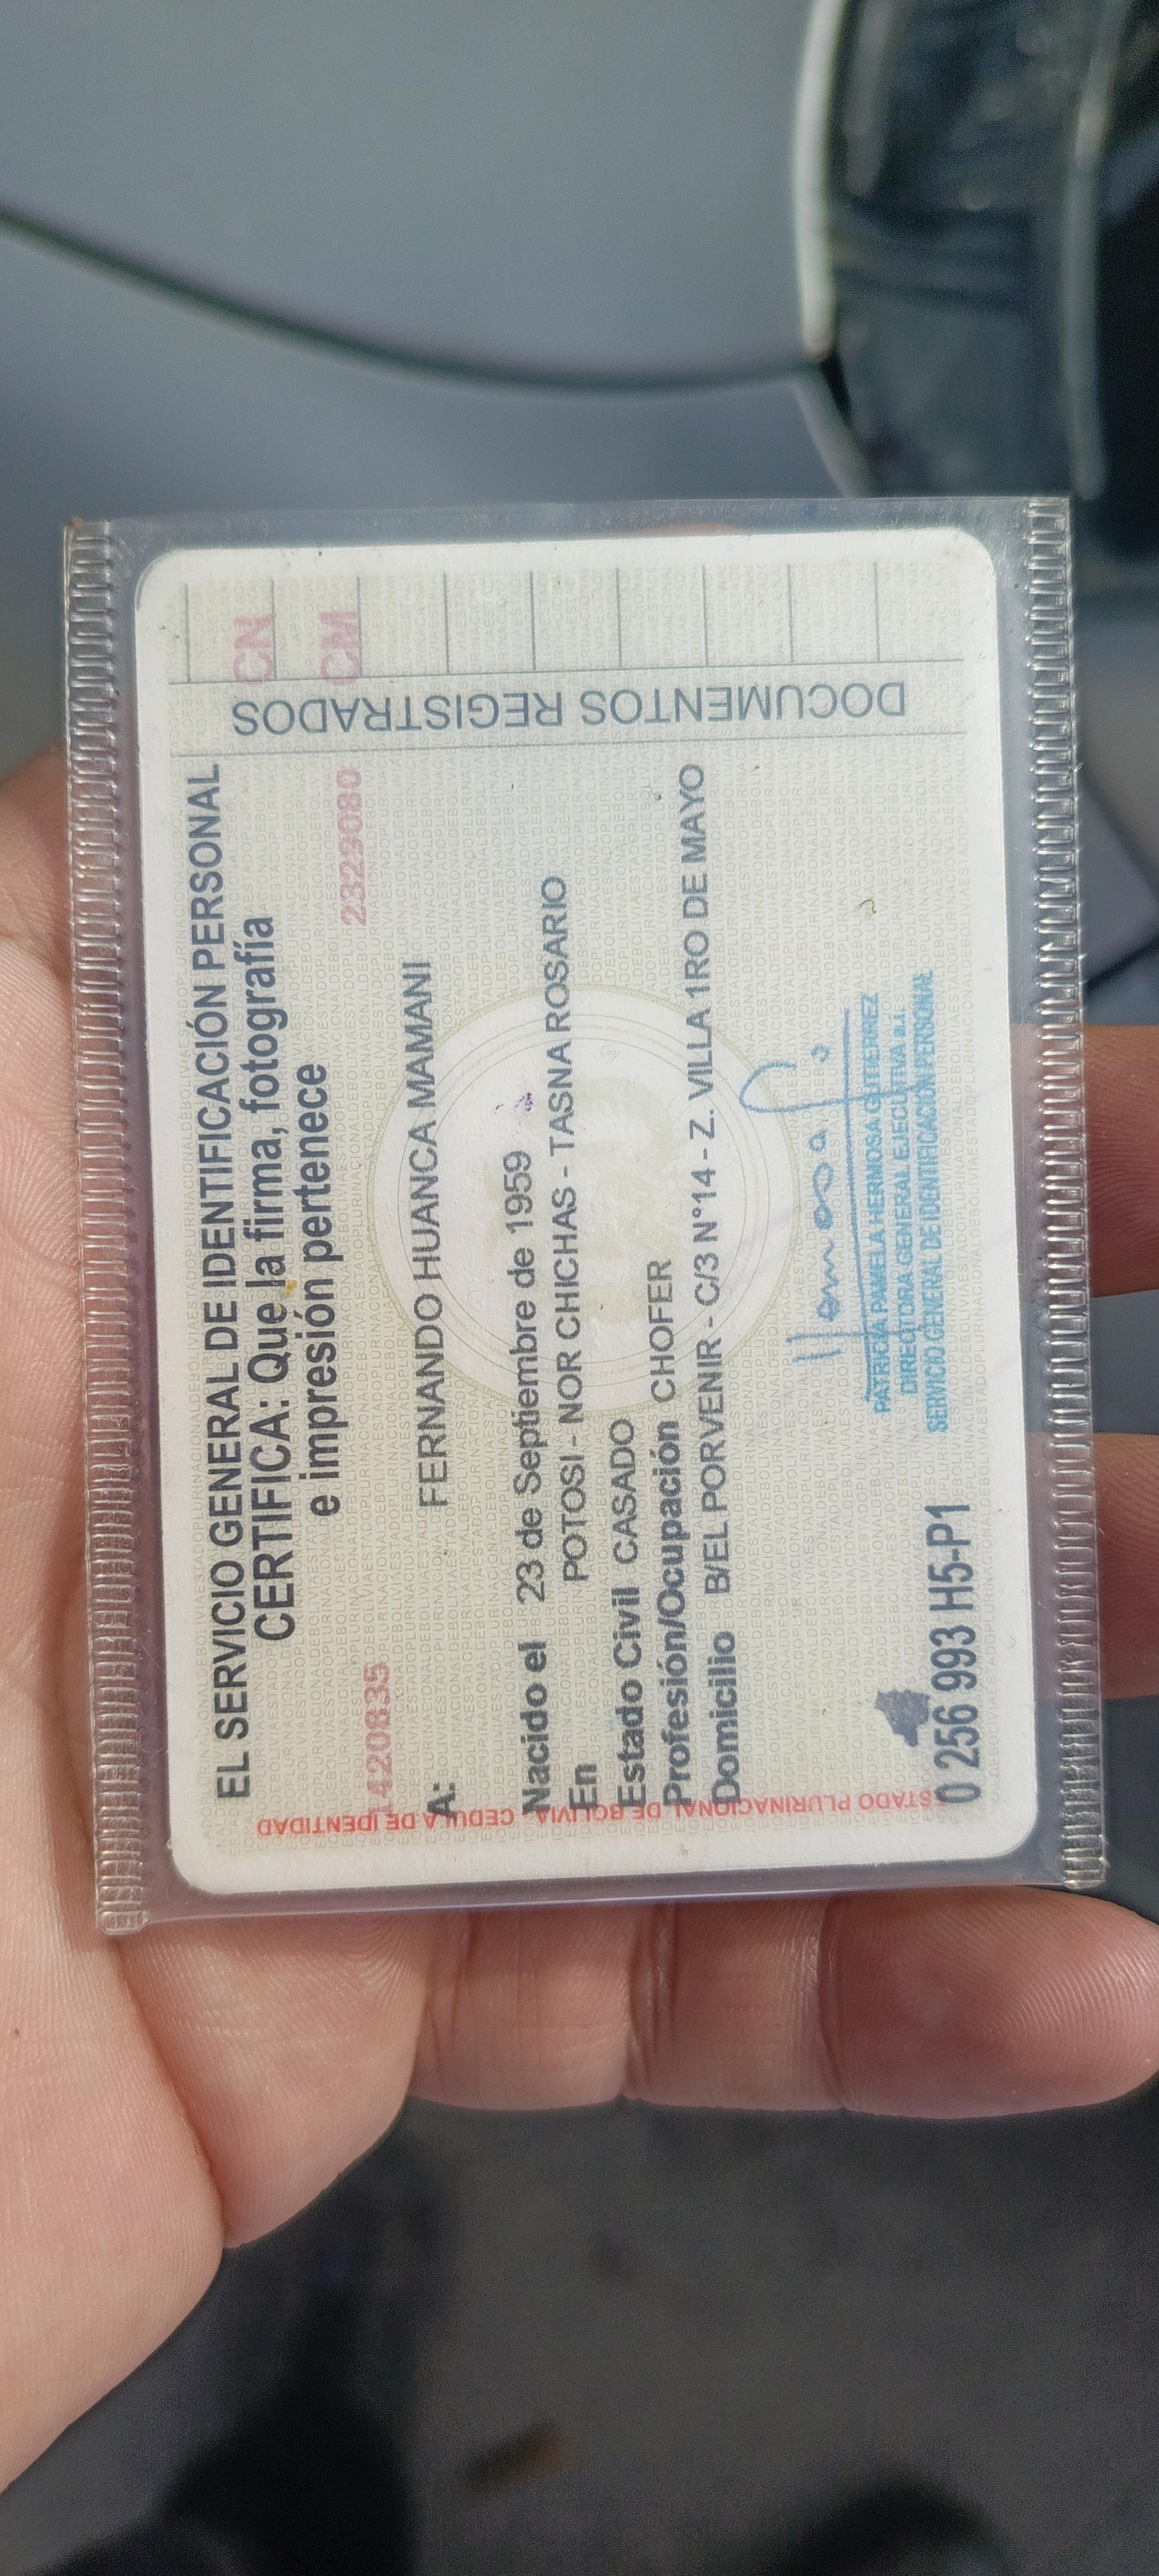 EL SERVICIO GENERAL DE IDENTIFICACIÓN PERSONAL
CERTIFICA: Que la firma, fotografía
e impresión pertenece
1420835
2329080
A: FERNANDO HUANCA MAMANI
Nacido el 23 de Septiembre de 1959
En POTOSI - NOR CHICHAS - TASNA ROSARIO
Estado Civil CASADO
Profesión/Ocupación CHOFER
Domicilio B/EL PORVENIR - C/3 N°14 - Z. VILLA 1RO DE MAYO
PATRICIA PAMELA HERMOSA GUTIERREZ
DIRECTORA GENERAL EJECUTIVA a.i.
SERVICIO GENERAL DE IDENTIFICACIÓN PERSONAL
0 256 993 H5-P1
DOCUMENTOS REGISTRADOS
CN
CM
ESTADO PLURINACIONAL DE BOLIVIA - CEDULA DE IDENTIDAD